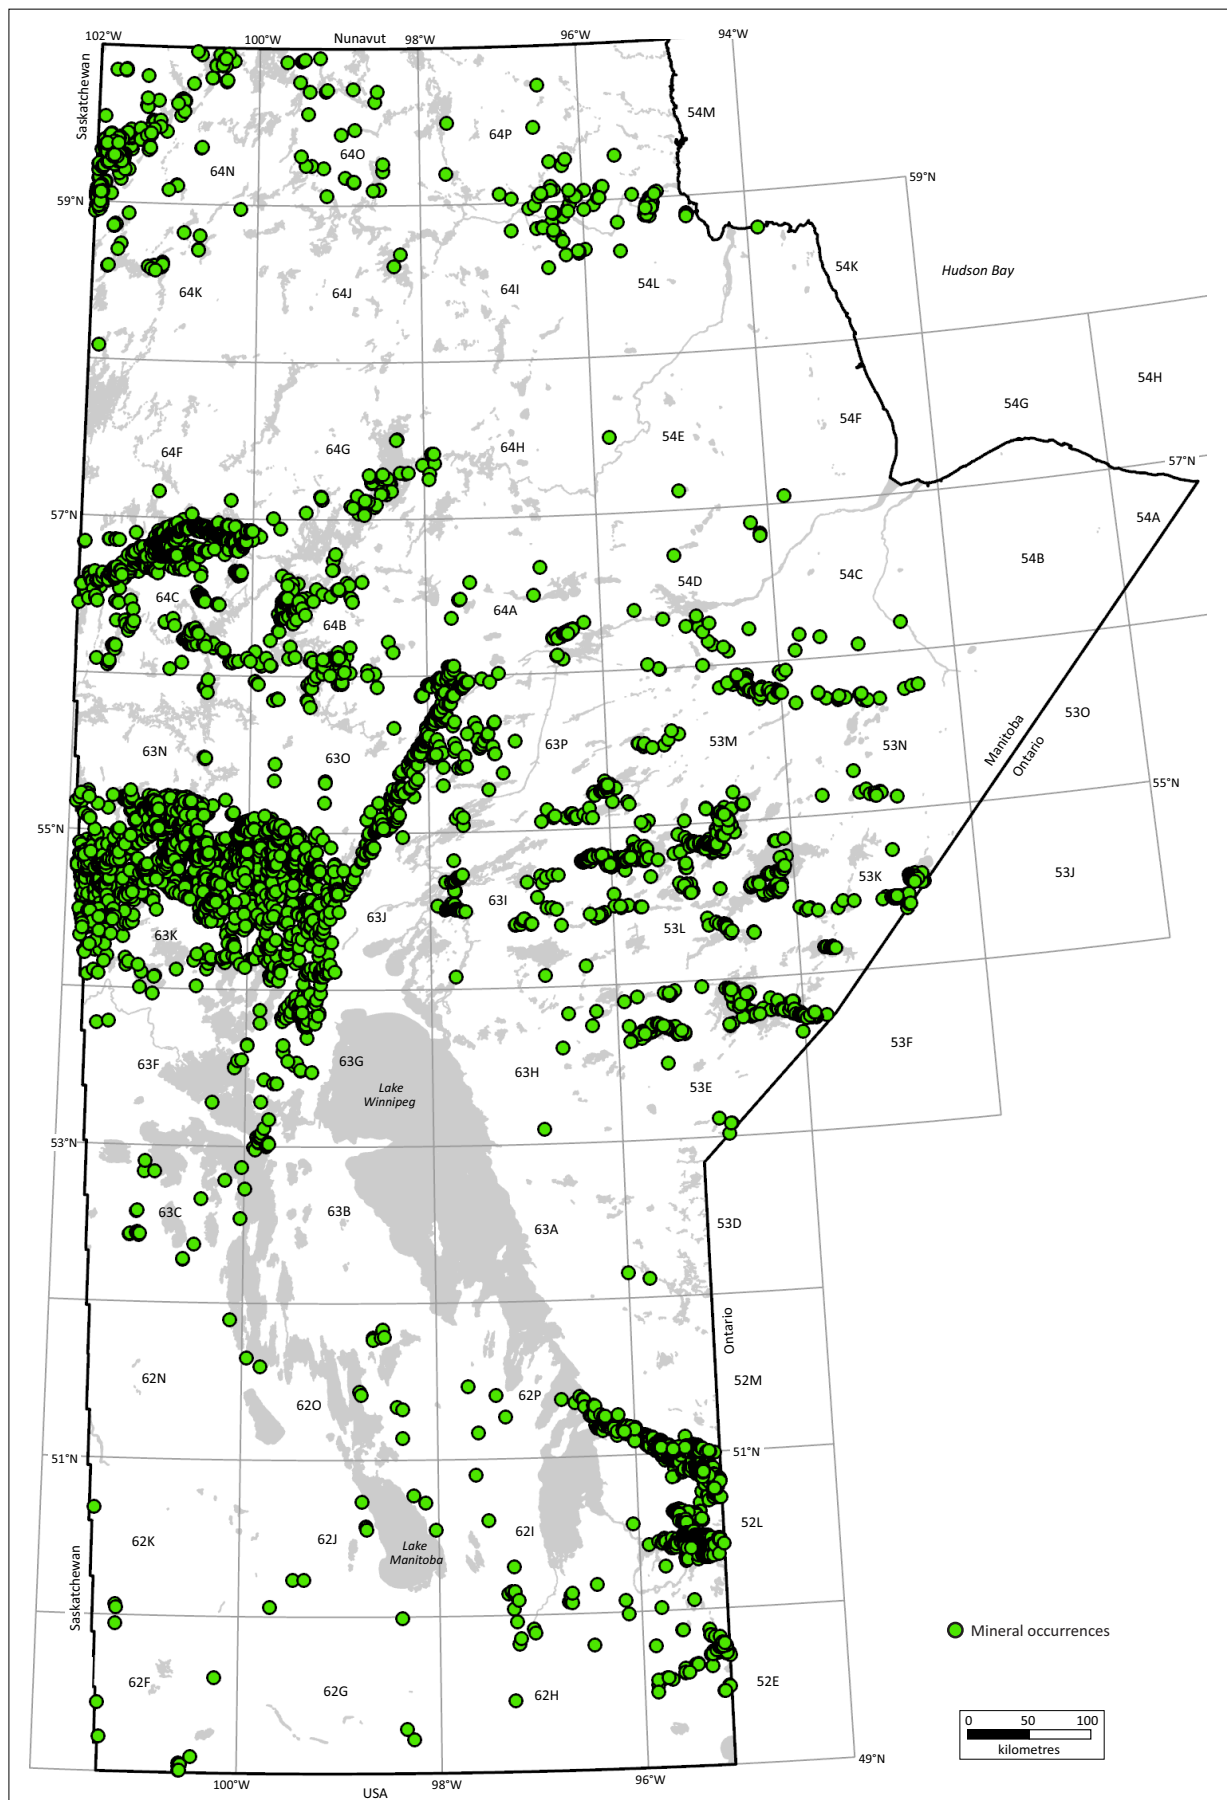 102°W
100°W
Nunavut
98°W
96°W
94°W
Saskatchewan
54M
64P
64O
64N
59°N
59°N
54K
Hudson Bay
64K
64J
64I
54L
54H
54G
54F
54E
64H
64G
64F
57°N
57°N
54A
54B
54C
54D
64A
64B
64C
53O
Manitoba
Ontario
53N
53M
63P
63O
63N
55°N
55°N
53K
53J
63I
63J
53L
63K
53F
63F
63G
63H
53E
Lake
Winnipeg
53°N
63C
63B
63A
53D
Ontario
62N
62O
62P
52M
51°N
51°N
62K
62J
62I
52L
Lake
Manitoba
Saskatchewan
Mineral occurrences
62F
62G
62H
52E
0 50 100
kilometres
49°N
100°W
98°W
96°W
USA